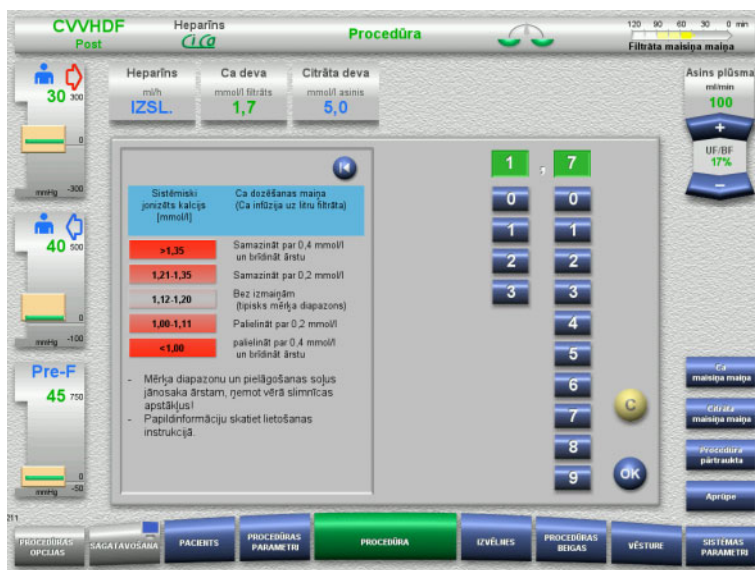 CVVHDF
Post
Heparīns
CiCa
Procedūra
120 90 60 30 0 min
Filtrāta maisiņa maiņa
30 300
0
mmHg -300
40 500
0
mmHg -100
Pre-F
45 750
0
mmHg -50
Heparīns
ml/h
IZSL.
Ca deva
mmol/l filtrāts
1,7
Citrāta deva
mmol/l asinis
5,0
Asins plūsma
ml/min
100
+
UF/BF
17%
−
Sistēmiski
jonizēts kalcijs
[mmol/l]
Ca dozēšanas maiņa
(Ca infūzija uz litru filtrāta)
>1,35
Samazināt par 0,4 mmol/l
un brīdināt ārstu
1,21-1,35
Samazināt par 0,2 mmol/l
1,12-1,20
Bez izmaiņām
(tipisks mērķa diapazons)
1,00-1,11
Palielināt par 0,2 mmol/l
<1,00
palielināt par 0,4 mmol/l
un brīdināt ārstu
- Mērķa diapazonu un pielāgošanas soļus
jānosaka ārstam, ņemot vērā slimnīcas
apstākļus!
- Papildinformāciju skatiet lietošanas
instrukcijā.
1 , 7
0 0
1 1
2 2
3 3
4
5
6
7
8
9
C
OK
Ca
maisiņa maiņa
Citrāta
maisiņa maiņa
Procedūra
pārtraukta
Aprūpe
211
PROCEDŪRAS
OPCIJAS
SAGATAVOŠANA
PACIENTS
PROCEDŪRAS
PARAMETRI
PROCEDŪRA
IZVĒLNES
PROCEDŪRAS
BEIGAS
VĒSTURE
SISTĒMAS
PARAMETRI